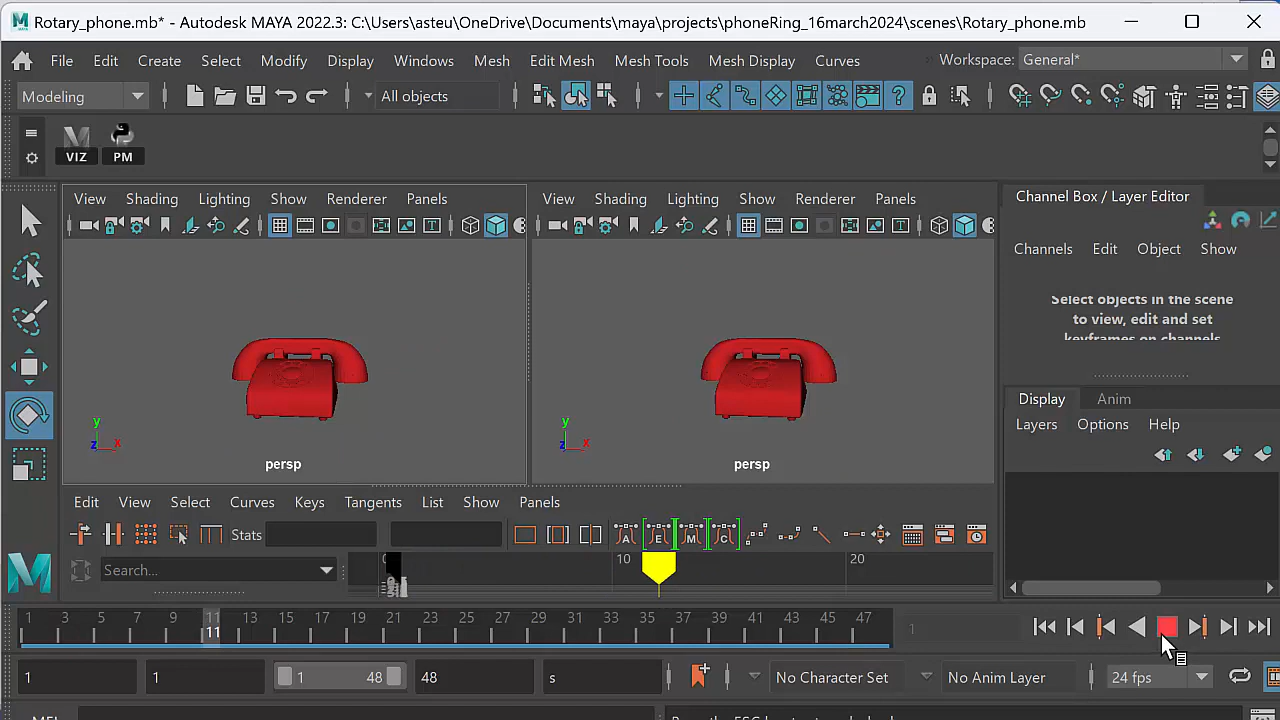 Rotary_phone.mb* - Autodesk MAYA 2022.3: C:\Users\asteu\OneDrive\Documents\maya\projects\phoneRing_16march2024\scenes\Rotary_phone.mb
File Edit Create Select Modify Display Windows Mesh Edit Mesh Mesh Tools Mesh Display Curves Workspace: General*
Modeling All objects
VIZ PM
View Shading Lighting Show Renderer Panels
View Shading Lighting Show Renderer Panels
Channel Box / Layer Editor
Channels Edit Object Show
Select objects in the scene
to view, edit and set
keyframes on channels
y
z x
persp
y
z x
persp
Display Anim
Layers Options Help
Edit View Select Curves Keys Tangents List Show Panels
Stats
A E M C
Search...
0 10 20
1 3 5 7 9 11 13 15 17 19 21 23 25 27 29 31 33 35 37 39 41 43 45 47
11
1
1 1 1 48 48 s No Character Set No Anim Layer 24 fps
MEL